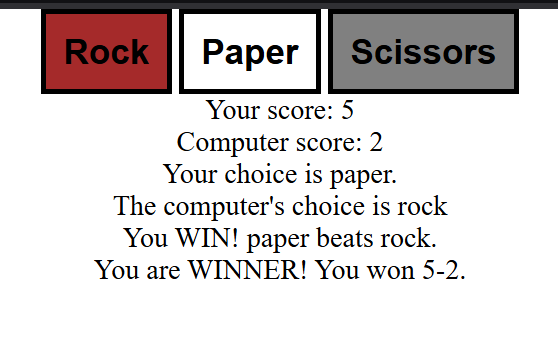 Rock Paper Scissors
Your score: 5
Computer score: 2
Your choice is paper.
The computer's choice is rock
You WIN! paper beats rock.
You are WINNER! You won 5-2.